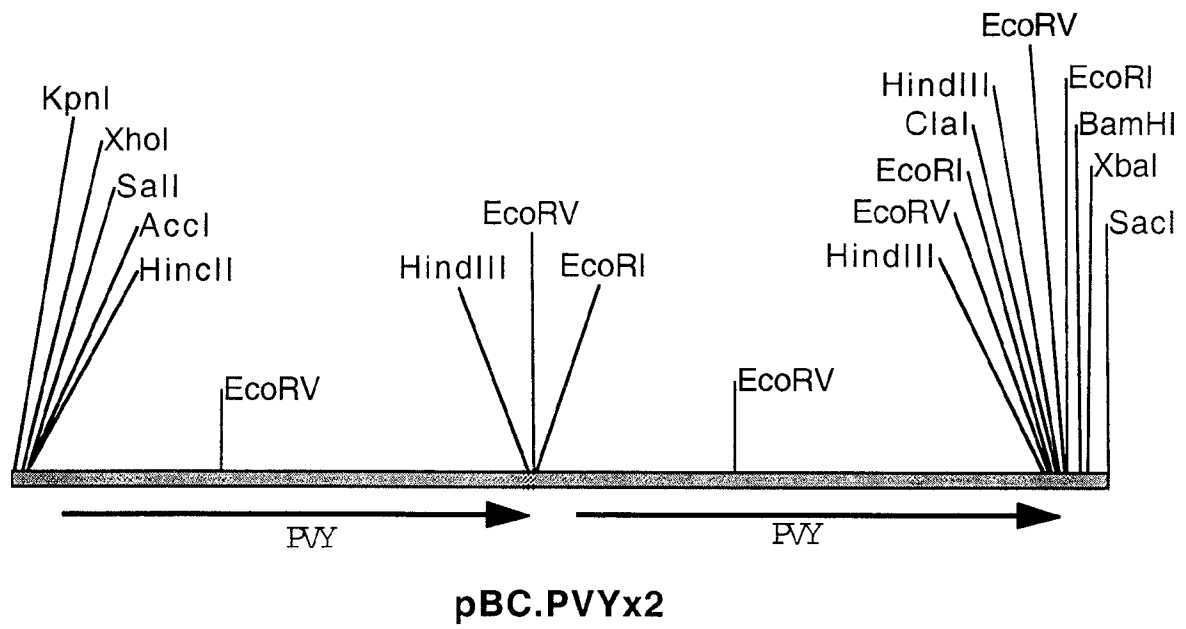 EcoRV
KpnI
HindIII
EcoRI
XhoI
ClaI
BamHI
SalI
EcoRI
XbaI
AccI
EcoRV
EcoRV
SacI
HincII
HindIII
EcoRI
HindIII
EcoRV
EcoRV
PVY
PVY
pBC.PVYx2